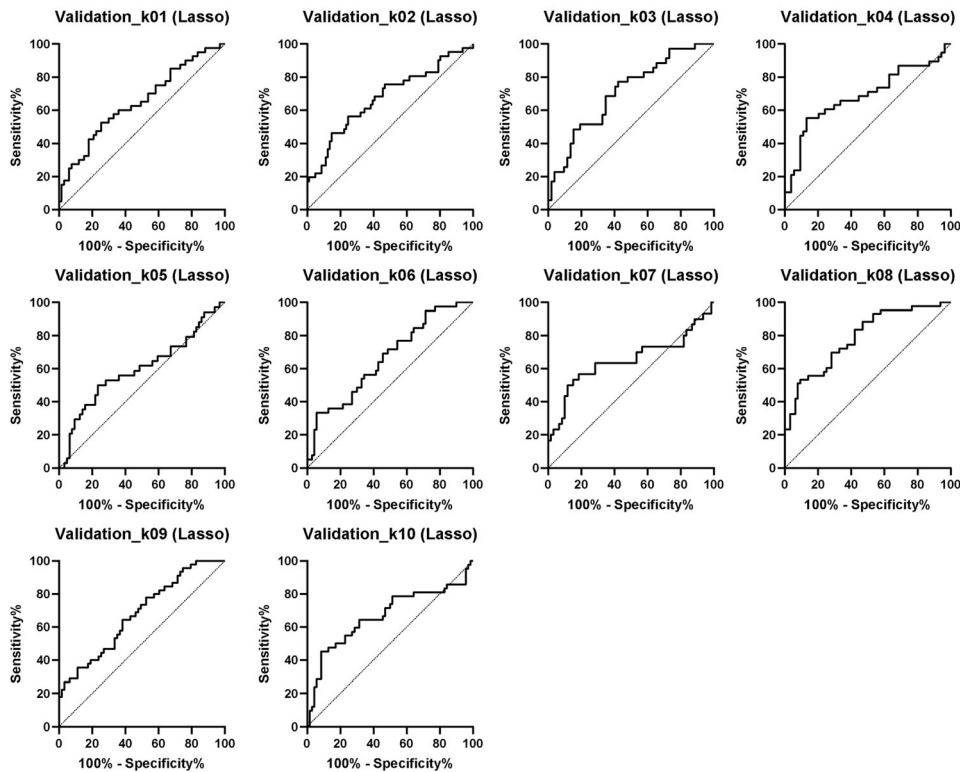 Validation_k01 (Lasso) Validation_k02 (Lasso) Validation_k03 (Lasso) Validation_k04 (Lasso)
Sensitivity% 100 80 60 40 20 0 Sensitivity% 100 80 60 40 20 0 Sensitivity% 100 80 60 40 20 0 Sensitivity% 100 80 60 40 20 0
0 20 40 60 80 100 0 20 40 60 80 100 0 20 40 60 80 100 0 20 40 60 80 100
100% - Specificity% 100% - Specificity% 100% - Specificity% 100% - Specificity%
Validation_k05 (Lasso) Validation_k06 (Lasso) Validation_k07 (Lasso) Validation_k08 (Lasso)
Sensitivity% 100 80 60 40 20 0 Sensitivity% 100 80 60 40 20 0 Sensitivity% 100 80 60 40 20 0 Sensitivity% 100 80 60 40 20 0
0 20 40 60 80 100 0 20 40 60 80 100 0 20 40 60 80 100 0 20 40 60 80 100
100% - Specificity% 100% - Specificity% 100% - Specificity% 100% - Specificity%
Validation_k09 (Lasso) Validation_k10 (Lasso)
Sensitivity% 100 80 60 40 20 0 Sensitivity% 100 80 60 40 20 0
0 20 40 60 80 100 0 20 40 60 80 100
100% - Specificity% 100% - Specificity%